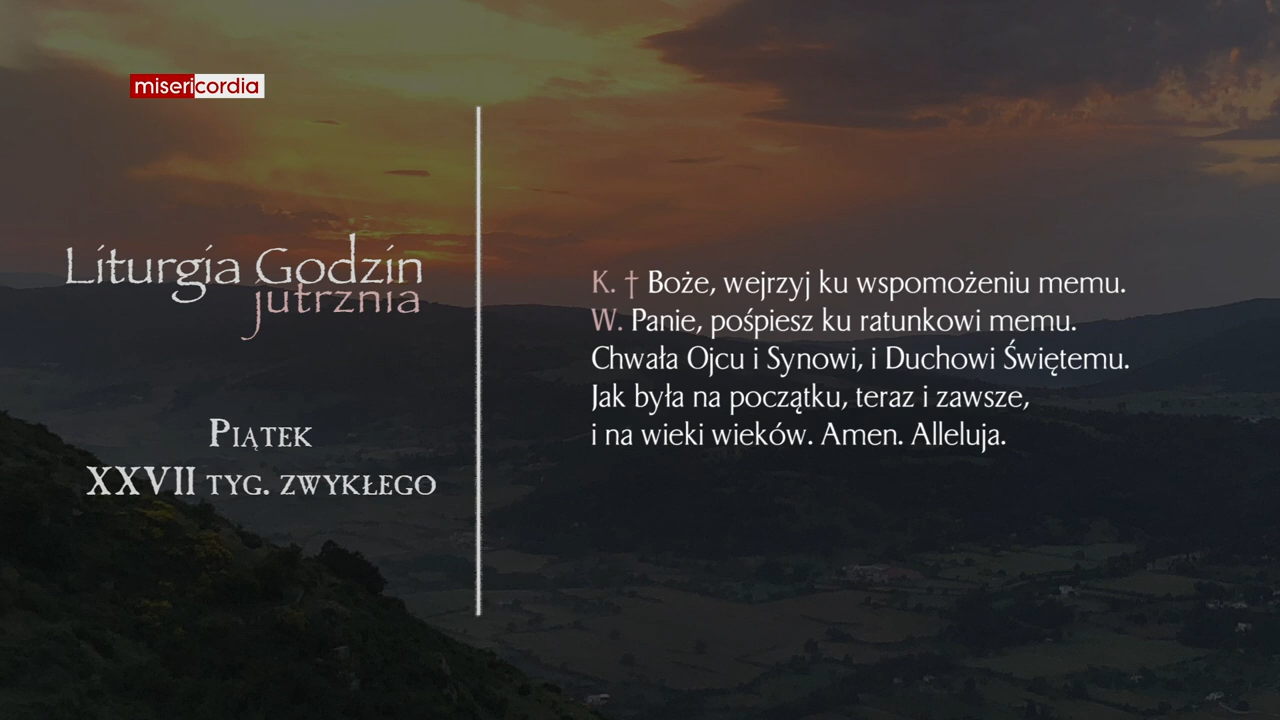 misericordia
Liturgia Godzin
jutrznia
Piątek
XXVII tyg. zwykłego
K. † Boże, wejrzyj ku wspomożeniu memu.
W. Panie, pośpiesz ku ratunkowi memu.
Chwała Ojcu i Synowi, i Duchowi Świętemu.
Jak była na początku, teraz i zawsze,
i na wieki wieków. Amen. Alleluja.